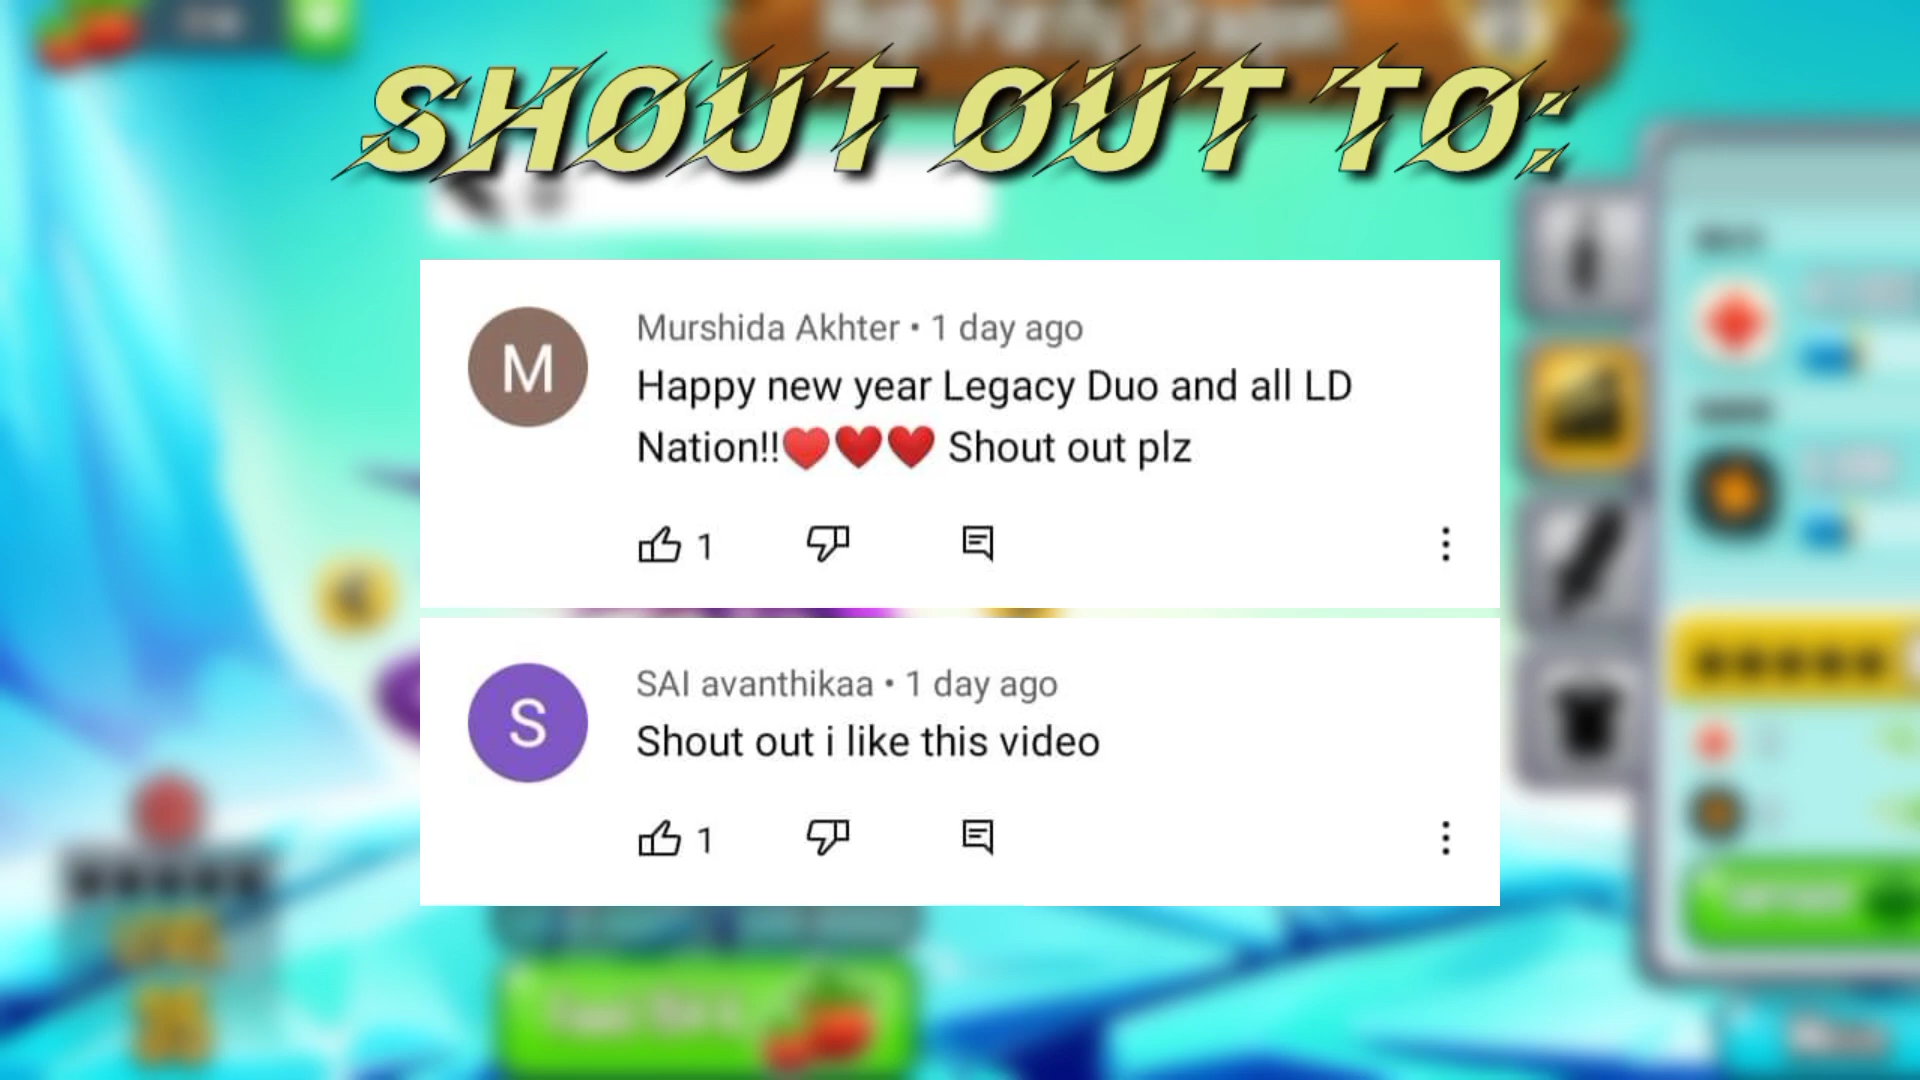 SHOUT OUT TO:
M
Murshida Akhter • 1 day ago
Happy new year Legacy Duo and all LD
Nation!!❤️❤️❤️ Shout out plz
1
S
SAI avanthikaa • 1 day ago
Shout out i like this video
1